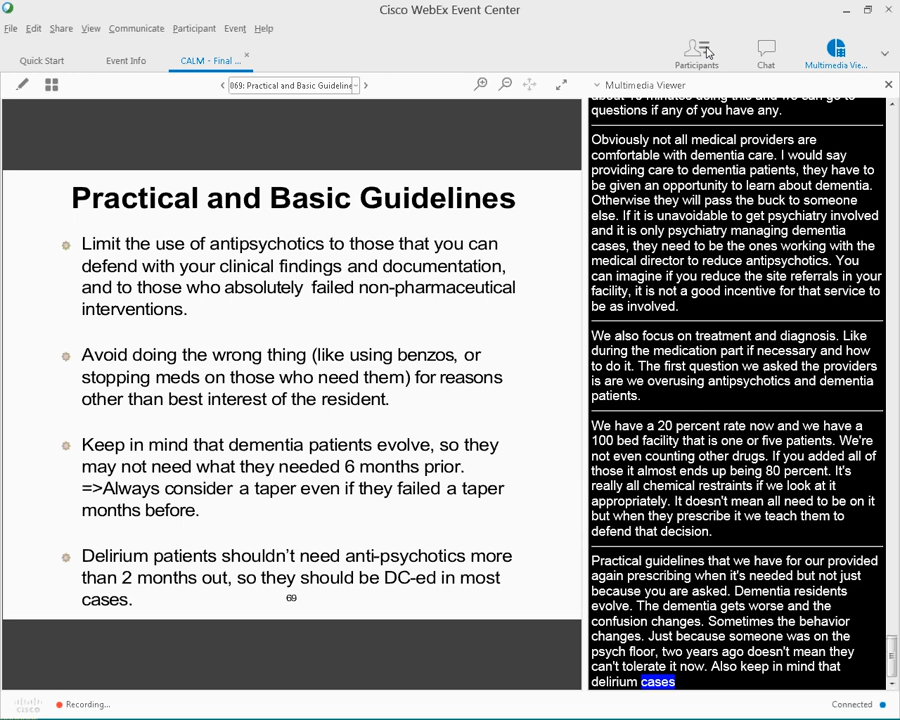 Cisco WebEx Event Center
File Edit Share View Communicate Participant Event Help
Quick Start Event Info CALM - Final ...
Participants Chat Multimedia Vie...
069: Practical and Basic Guideline
Multimedia Viewer
Practical and Basic Guidelines
Limit the use of antipsychotics to those that you can
defend with your clinical findings and documentation,
and to those who absolutely failed non-pharmaceutical
interventions.
Avoid doing the wrong thing (like using benzos, or
stopping meds on those who need them) for reasons
other than best interest of the resident.
Keep in mind that dementia patients evolve, so they
may not need what they needed 6 months prior.
=>Always consider a taper even if they failed a taper
months before.
Delirium patients shouldn't need anti-psychotics more
than 2 months out, so they should be DC-ed in most
cases.
69
about 10 minutes doing this and we can go to
questions if any of you have any.
Obviously not all medical providers are
comfortable with dementia care. I would say
providing care to dementia patients, they have to
be given an opportunity to learn about dementia.
Otherwise they will pass the buck to someone
else. If it is unavoidable to get psychiatry involved
and it is only psychiatry managing dementia
cases, they need to be the ones working with the
medical director to reduce antipsychotics. You
can imagine if you reduce the site referrals in your
facility, it is not a good incentive for that service to
be as involved.
We also focus on treatment and diagnosis. Like
during the medication part if necessary and how
to do it. The first question we asked the providers
is are we overusing antipsychotics and dementia
patients.
We have a 20 percent rate now and we have a
100 bed facility that is one or five patients. We're
not even counting other drugs. If you added all of
those it almost ends up being 80 percent. It's
really all chemical restraints if we look at it
appropriately. It doesn't mean all need to be on it
but when they prescribe it we teach them to
defend that decision.
Practical guidelines that we have for our provided
again prescribing when it's needed but not just
because you are asked. Dementia residents
evolve. The dementia gets worse and the
confusion changes. Sometimes the behavior
changes. Just because someone was on the
psych floor, two years ago doesn't mean they
can't tolerate it now. Also keep in mind that
delirium cases
cisco
Recording...
Connected